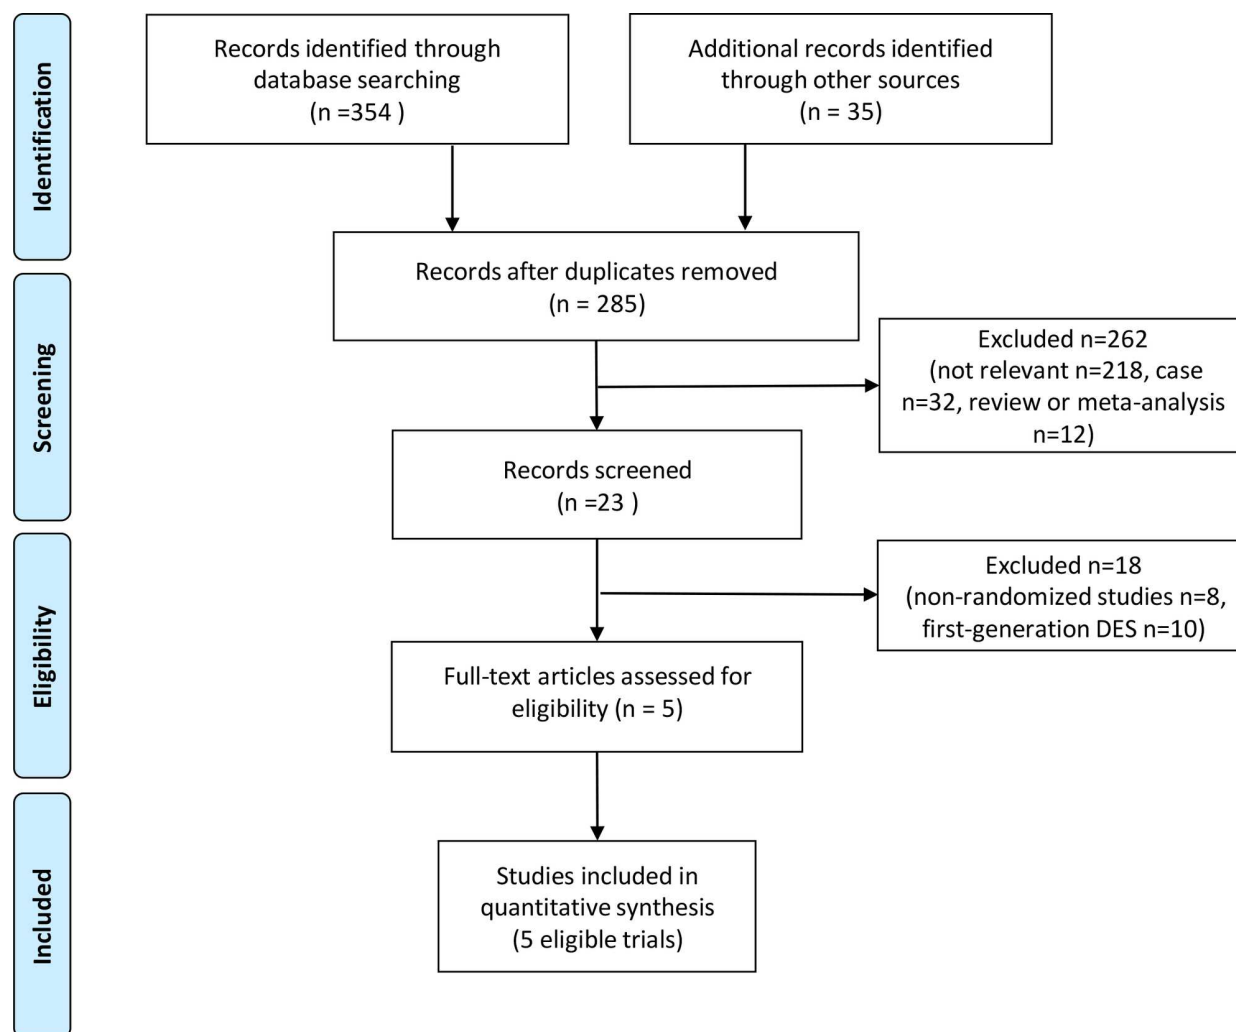 Identification
Records identified through
database searching
(n =354 )
Additional records identified
through other sources
(n = 35)
Records after duplicates removed
(n = 285)
Screening
Excluded n=262
(not relevant n=218, case
n=32, review or meta-analysis
n=12)
Records screened
(n =23 )
Eligibility
Excluded n=18
(non-randomized studies n=8,
first-generation DES n=10)
Full-text articles assessed for
eligibility (n = 5)
Included
Studies included in
quantitative synthesis
(5 eligible trials)